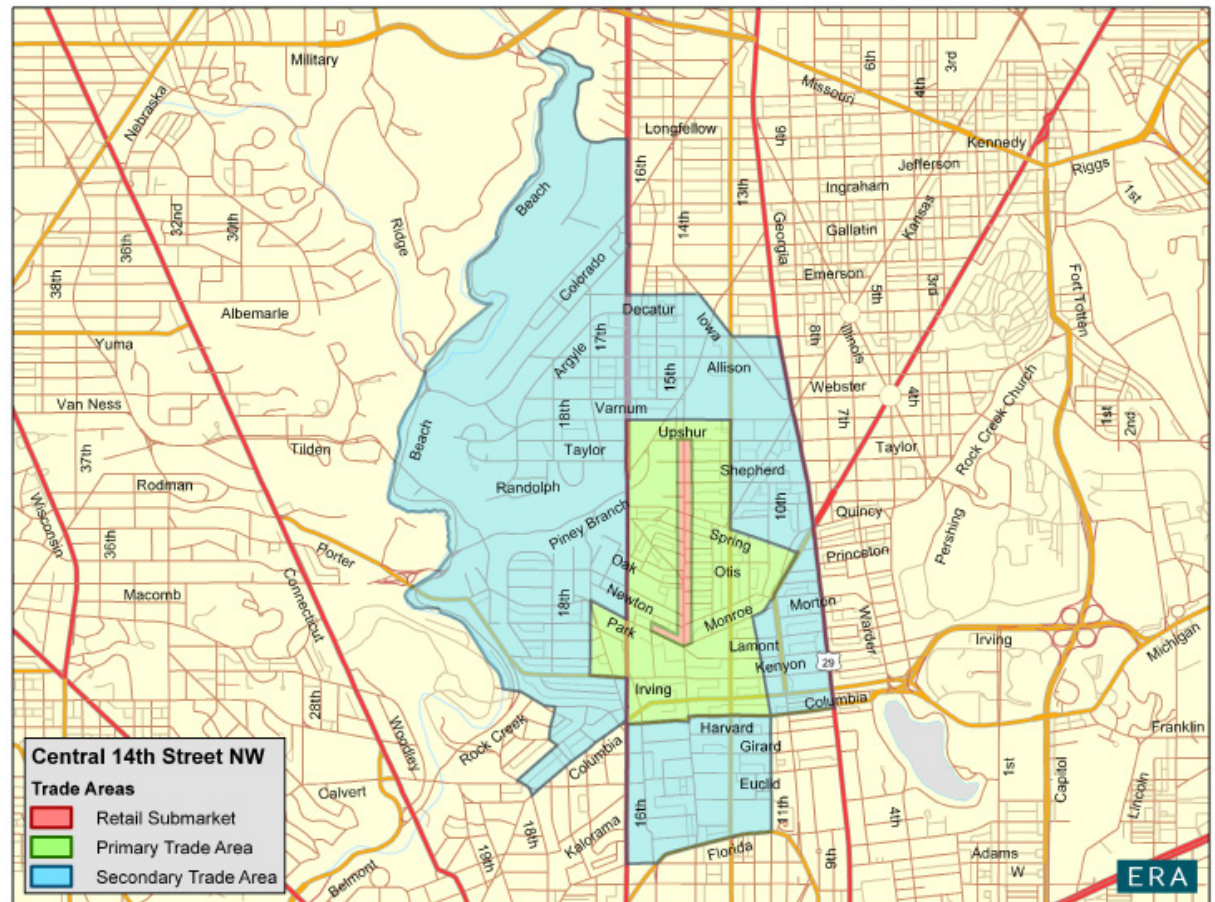 Military
6th
4th
3rd
Nebraska
Missouri
Longfellow
9th
Kennedy
Jefferson
Riggs
16th
13th
Ingraham
1st
Beach
32nd
30th
36th
Ridge
14th
Georgia
Gallatin
Kansas
38th
Colorado
Emerson
5th
3rd
Fort Totten
Albemarle
Decatur
Iowa
Yuma
17th
8th
Illinois
Argyle
15th
Allison
Webster
4th
Van Ness
18th
Varnum
7th
Rock Creek Church
1st
2nd
Beach
Upshur
Tilden
Taylor
Taylor
37th
Shepherd
Rodman
Randolph
10th
Wisconsin
Quincy
36th
Piney Branch
Spring
Pershing
Porter
Princeton
Oak
Otis
Macomb
Connecticut
18th
Newton
Morton
Park
Monroe
Warder
Irving
Michigan
Lamont
Kenyon
29
28th
Irving
Columbia
Woodley
Rock Creek
Harvard
Franklin
Columbia
Girard
Central 14th Street NW
Trade Areas
Retail Submarket
Primary Trade Area
Secondary Trade Area
Calvert
Euclid
1st
Capitol
Lincoln
16th
11th
4th
18th
Kalorama
Florida
19th
9th
Adams
W
Belmont
ERA